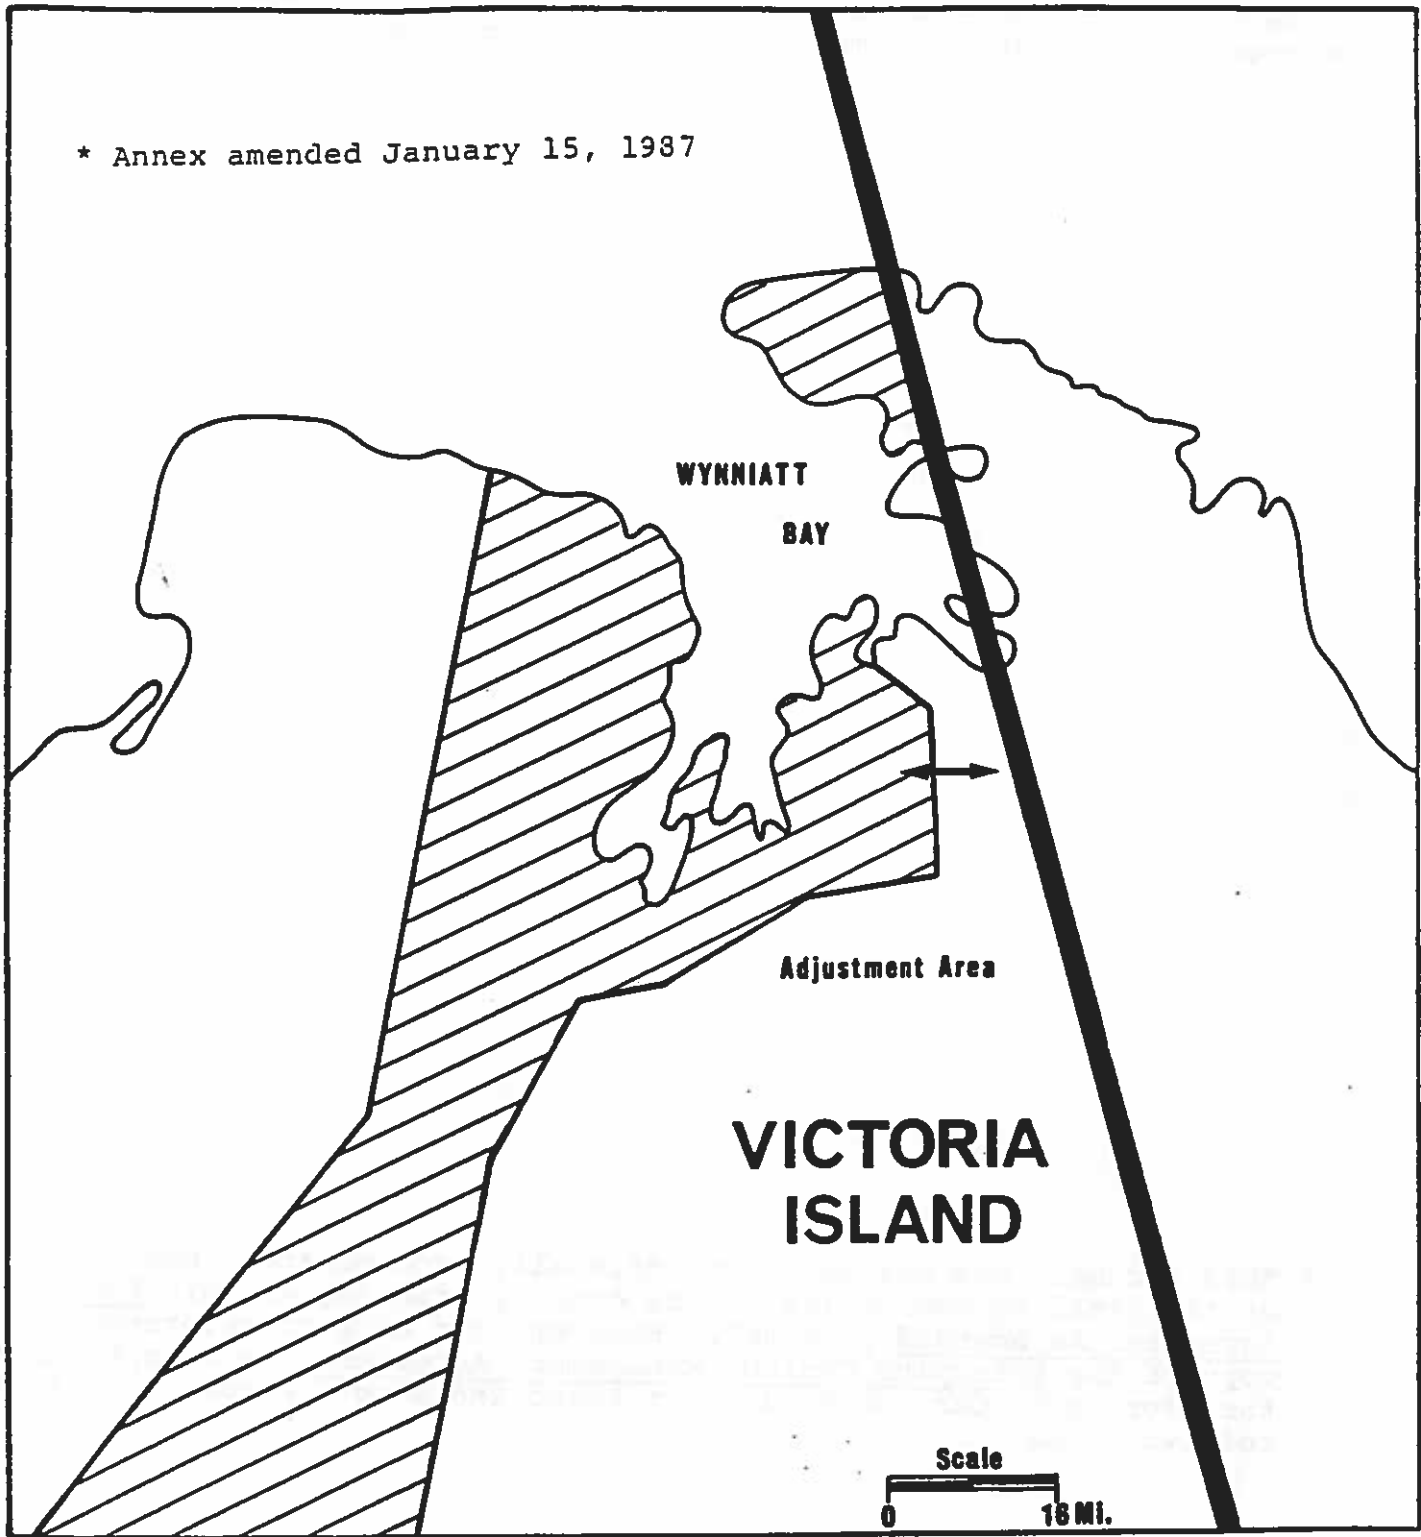 * Annex amended January 15, 1987
WYNNIATT
BAY
Adjustment Area
VICTORIA
ISLAND
Scale
0 16 Mi.